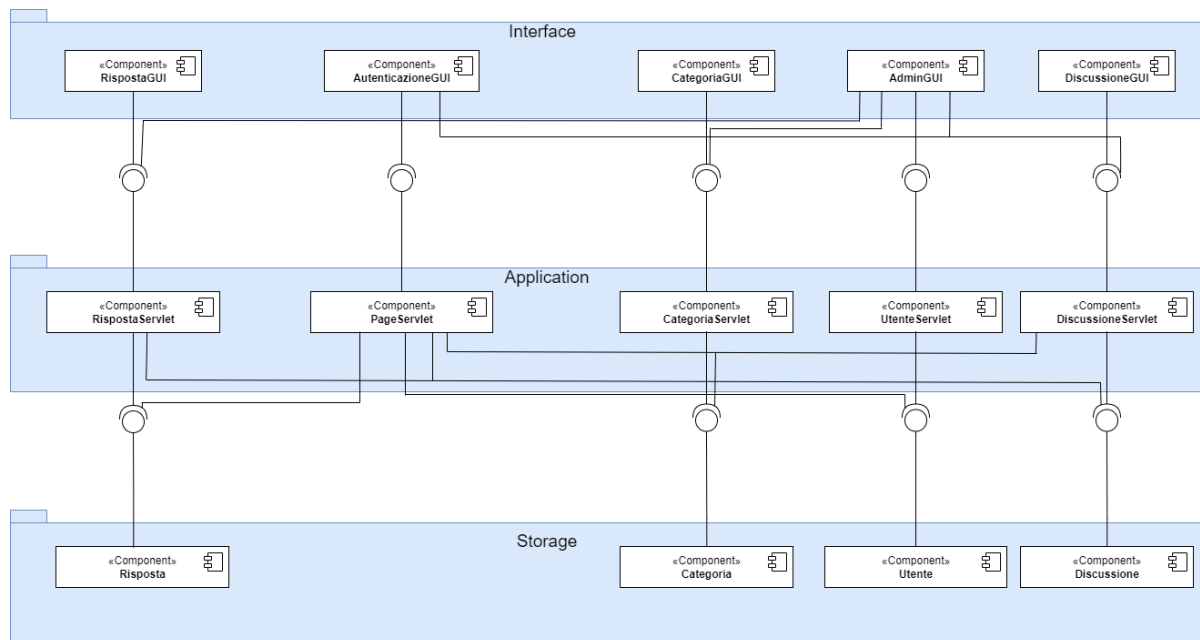 Interface
«Component»
RispostaGUI
«Component»
AutenticazioneGUI
«Component»
CategoriaGUI
«Component»
AdminGUI
«Component»
DiscussioneGUI
Application
«Component»
RispostaServlet
«Component»
PageServlet
«Component»
CategoriaServlet
«Component»
UtenteServlet
«Component»
DiscussioneServlet
Storage
«Component»
Risposta
«Component»
Categoria
«Component»
Utente
«Component»
Discussione